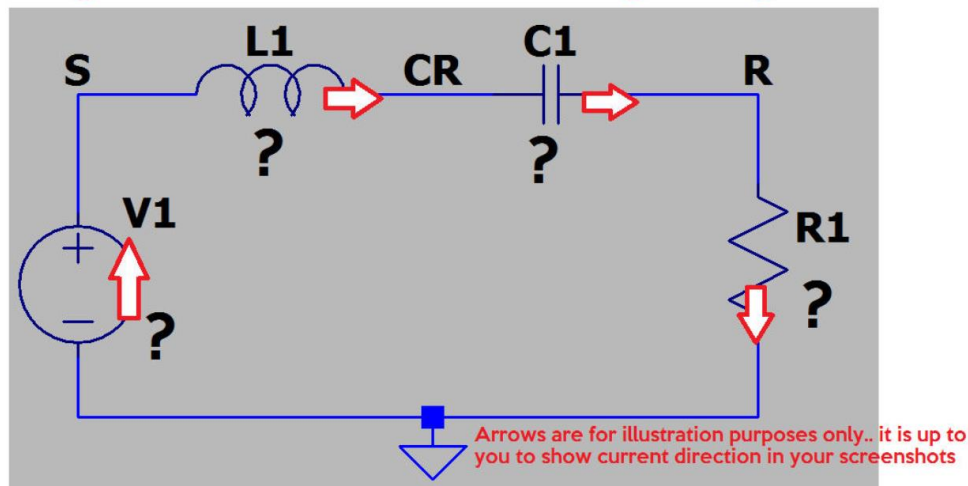 S L1 CR C1 R
? ?
V1 R1
? ?
Arrows are for illustration purposes only.. it is up to
you to show current direction in your screenshots